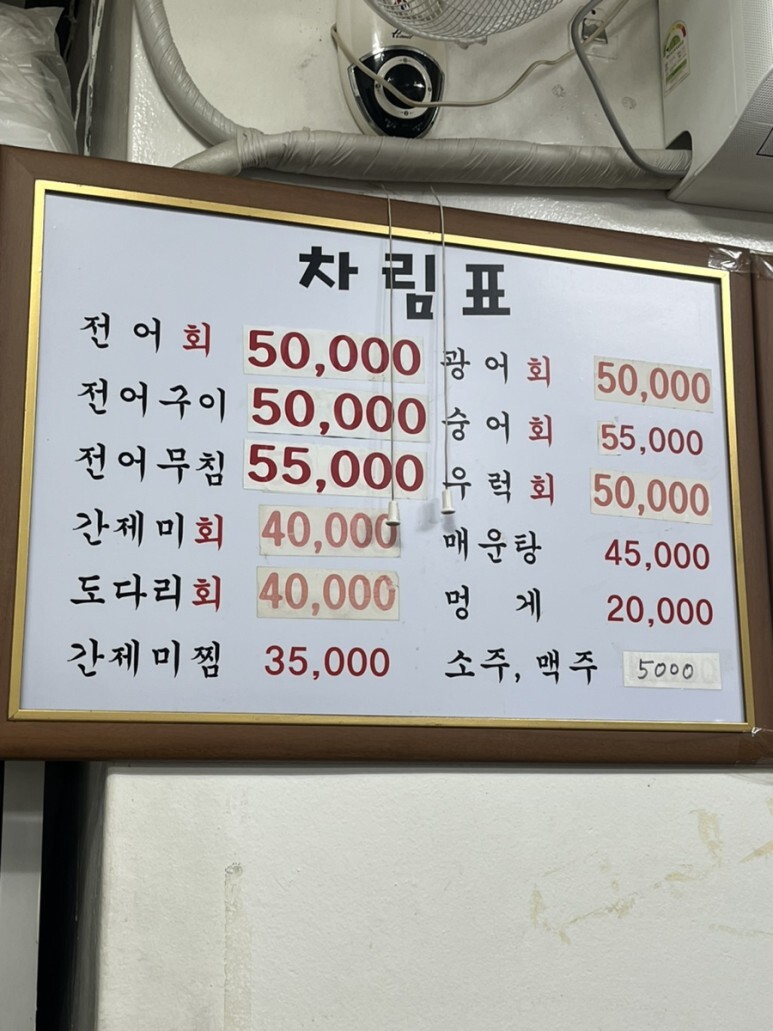 차림표
전어회 50,000
전어구이 50,000
전어무침 55,000
간제미회 40,000
도다리회 40,000
간제미찜 35,000
광어회 50,000
숭어회 55,000
우럭회 50,000
매운탕 45,000
멍게 20,000
소주, 맥주 5000